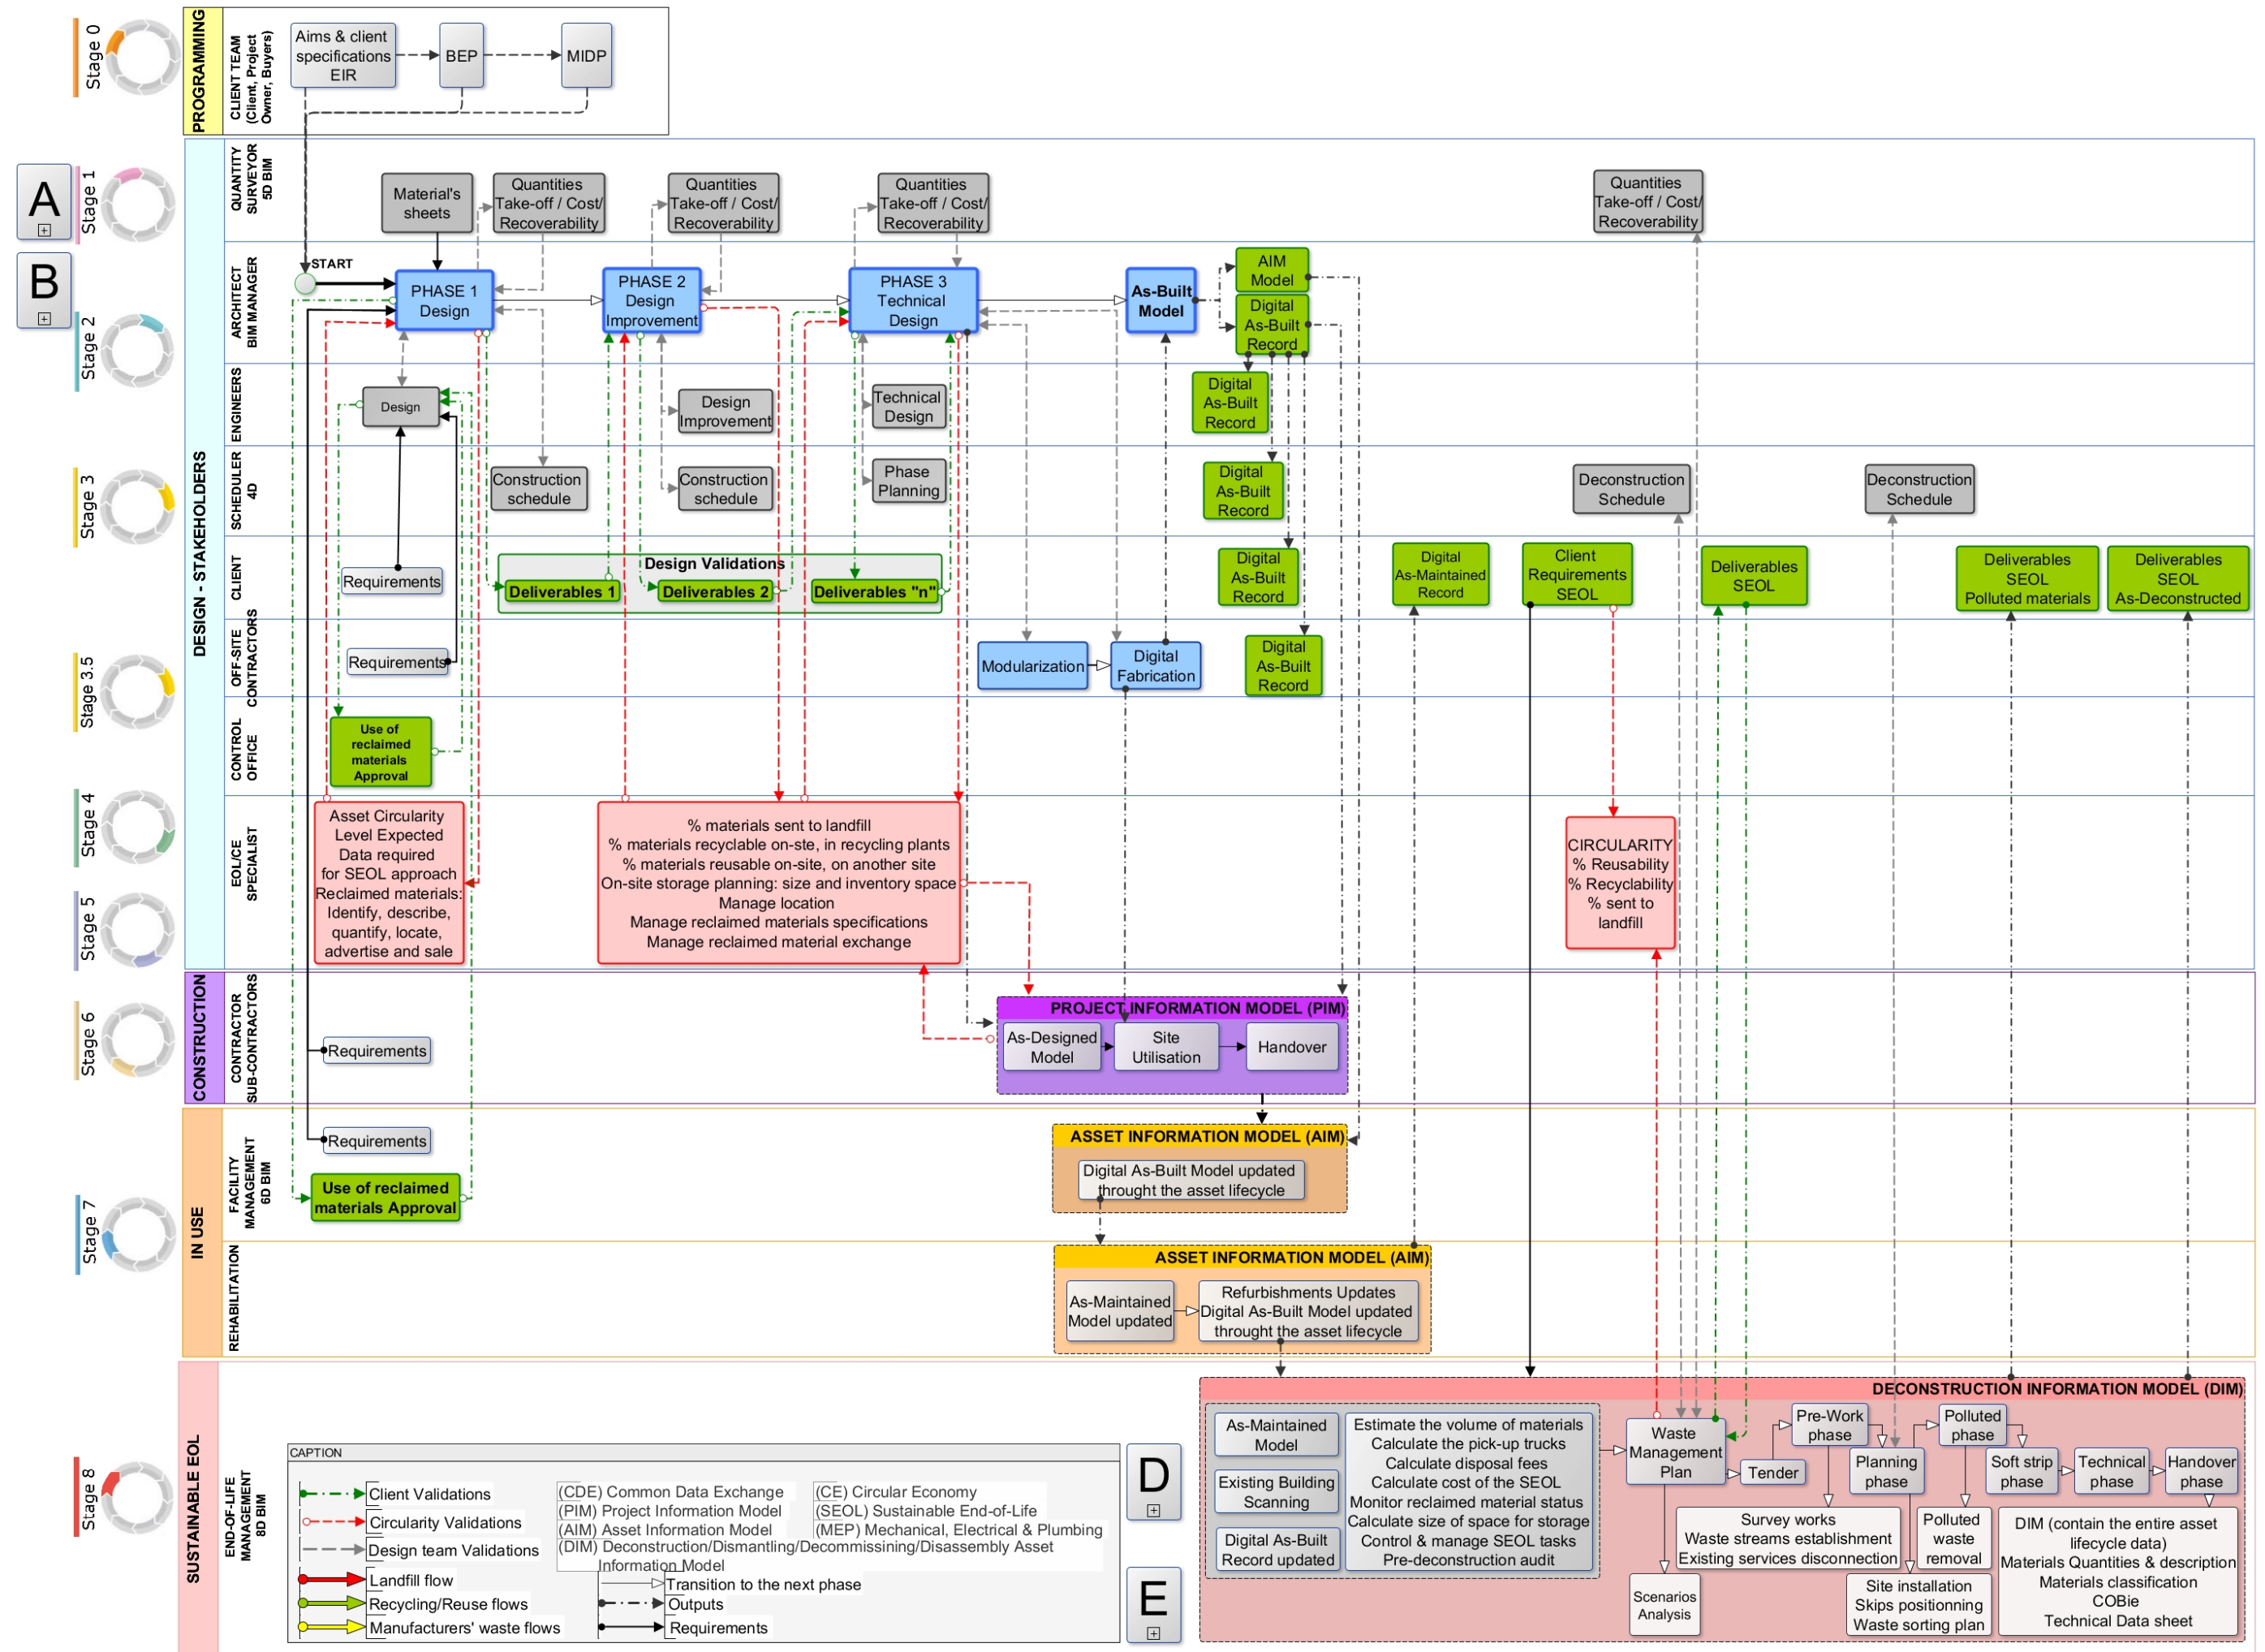 Stage 0
PROGRAMMING
CLIENT TEAM
(Client, Project
Owner, Buyers)
Aims & client
specifications
EIR
BEP
MIDP
A
B
Stage 1
Stage 2
Stage 3
Stage 3.5
Stage 4
Stage 5
Stage 6
Stage 7
Stage 8
DESIGN - STAKEHOLDERS
QUANTITY
SURVEYOR
5D BIM
Material's
sheets
Quantities
Take-off / Cost/
Recoverability
Quantities
Take-off / Cost/
Recoverability
Quantities
Take-off / Cost/
Recoverability
Quantities
Take-off / Cost/
Recoverability
ARCHITECT
BIM MANAGER
START
PHASE 1
Design
PHASE 2
Design
Improvement
PHASE 3
Technical
Design
As-Built
Model
AIM
Model
Digital
As-Built
Record
ENGINEERS
Design
Design
Improvement
Technical
Design
Digital
As-Built
Record
SCHEDULER
4D
Construction
schedule
Construction
schedule
Phase
Planning
Digital
As-Built
Record
Deconstruction
Schedule
Deconstruction
Schedule
CLIENT
Requirements
Design Validations
Deliverables 1
Deliverables 2
Deliverables "n"
Digital
As-Built
Record
Digital
As-Maintained
Record
Client
Requirements
SEOL
Deliverables
SEOL
Deliverables
SEOL
Polluted materials
Deliverables
SEOL
As-Deconstructed
OFF-SITE
CONTRACTORS
Requirements
Modularization
Digital
Fabrication
Digital
As-Built
Record
CONTROL
OFFICE
Use of
reclaimed
materials
Approval
EOL/CE
SPECIALIST
Asset Circularity
Level Expected
Data required
for SEOL approach
Reclaimed materials:
Identify, describe,
quantify, locate,
advertise and sale
% materials sent to landfill
% materials recyclable on-ste, in recycling plants
% materials reusable on-site, on another site
On-site storage planning: size and inventory space
Manage location
Manage reclaimed materials specifications
Manage reclaimed material exchange
CIRCULARITY
% Reusability
% Recyclability
% sent to
landfill
CONSTRUCTION
CONTRACTOR
SUB-CONTRACTORS
Requirements
PROJECT INFORMATION MODEL (PIM)
As-Designed
Model
Site
Utilisation
Handover
IN USE
FACILITY
MANAGEMENT
6D BIM
Requirements
Use of reclaimed
materials Approval
ASSET INFORMATION MODEL (AIM)
Digital As-Built Model updated
throught the asset lifecycle
REHABILITATION
ASSET INFORMATION MODEL (AIM)
As-Maintained
Model updated
Refurbishments Updates
Digital As-Built Model updated
throught the asset lifecycle
SUSTAINABLE EOL
END-OF-LIFE
MANAGEMENT
8D BIM
DECONSTRUCTION INFORMATION MODEL (DIM)
As-Maintained
Model
Existing Building
Scanning
Digital As-Built
Record updated
Estimate the volume of materials
Calculate the pick-up trucks
Calculate disposal fees
Calculate cost of the SEOL
Monitor reclaimed material status
Calculate size of space for storage
Control & manage SEOL tasks
Pre-deconstruction audit
Waste
Management
Plan
Tender
Pre-Work
phase
Planning
phase
Polluted
phase
Soft strip
phase
Technical
phase
Handover
phase
Scenarios
Analysis
Survey works
Waste streams establishment
Existing services disconnection
Site installation
Skips positionning
Waste sorting plan
Polluted
waste
removal
DIM (contain the entire asset
lifecycle data)
Materials Quantities & description
Materials classification
COBie
Technical Data sheet
CAPTION
Client Validations
Circularity Validations
Design team Validations
Landfill flow
Recycling/Reuse flows
Manufacturers' waste flows
(CDE) Common Data Exchange
(PIM) Project Information Model
(AIM) Asset Information Model
(DIM) Deconstruction/Dismantling/Decommissining/Disassembly Asset
Information Model
(CE) Circular Economy
(SEOL) Sustainable End-of-Life
(MEP) Mechanical, Electrical & Plumbing
Transition to the next phase
Outputs
Requirements
D
E